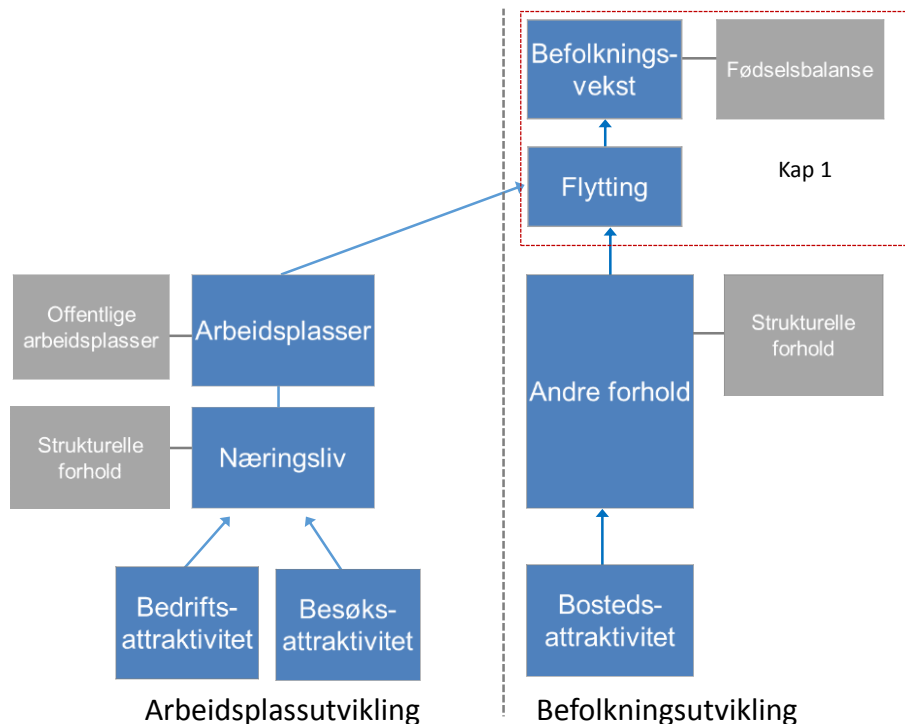 Befolknings-
vekst
Fødselsbalanse
Kap 1
Flytting
Offentlige
arbeidsplasser
Arbeidsplasser
Strukturelle
forhold
Andre forhold
Strukturelle
forhold
Næringsliv
Bedrifts-
attraktivitet
Besøks-
attraktivitet
Bosteds-
attraktivitet
Arbeidsplassutvikling
Befolkningsutvikling